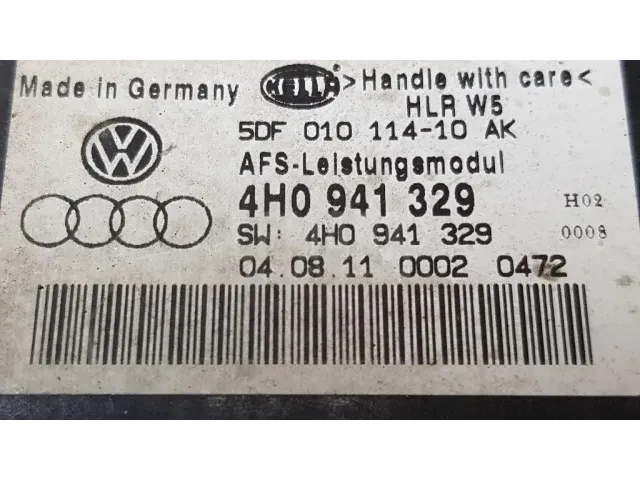 Made in Germany HELLA >Handle with care<
HLR W5
5DF 010 114-10 AK
AFS-Leistungsmodul
4H0 941 329 H02
SW: 4H0 941 329 0008
04.08.11 0002 0472